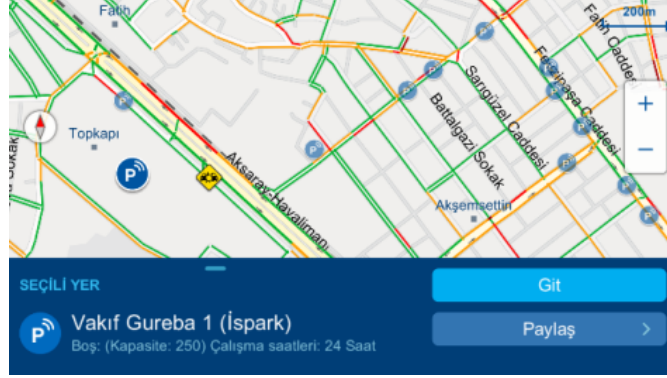 Fatih
200m
Fatih Caddesi
Fevzipaşa Caddesi
Sarıgüzel Caddesi
Battalgazi Sokak
Topkapı
Aksaray-Havalimanı
Akşemsettin
Sokak
P
+
−
SEÇİLİ YER
Git
P
Vakıf Gureba 1 (İspark)
Boş: (Kapasite: 250) Çalışma saatleri: 24 Saat
Paylaş >